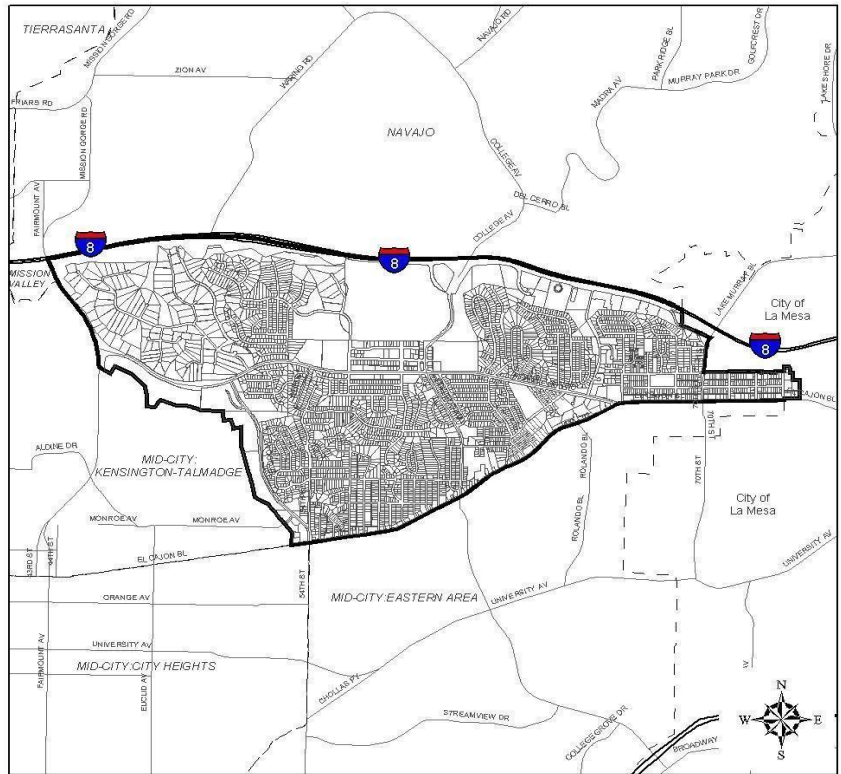 TIERRASANTA
MISSION GORGE RD
ZION AV
FRIARS RD
MISSION GORGE RD
FAIRMOUNT AV
WARING RD
NAVAJO RD
NAVAJO
COLLEGE AV
DEL CERRO BL
COLLEGE AV
MADRA AV
PARK RIDGE BL
MURRAY PARK DR
GOLFCREST DR
LAKE SHORE DR
8
8
8
MISSION
VALLEY
LAKE MURRAY BL
City of
La Mesa
CAJON BL
70TH ST
ROLANDO BL
ROLANDO BL
City of
La Mesa
UNIVERSITY AV
ALDINE DR
MID-CITY:
KENSINGTON-TALMADGE
MONROE AV
MONROE AV
43RD ST
44TH ST
EL CAJON BL
54TH ST
ORANGE AV
MID-CITY:EASTERN AREA
UNIVERSITY AV
UNIVERSITY AV
MID-CITY:CITY HEIGHTS
FAIRMOUNT AV
EUCLID AV
CHOLLAS PY
STREAMVIEW DR
COLLEGE GROVE DR
BROADWAY
N
W
E
S